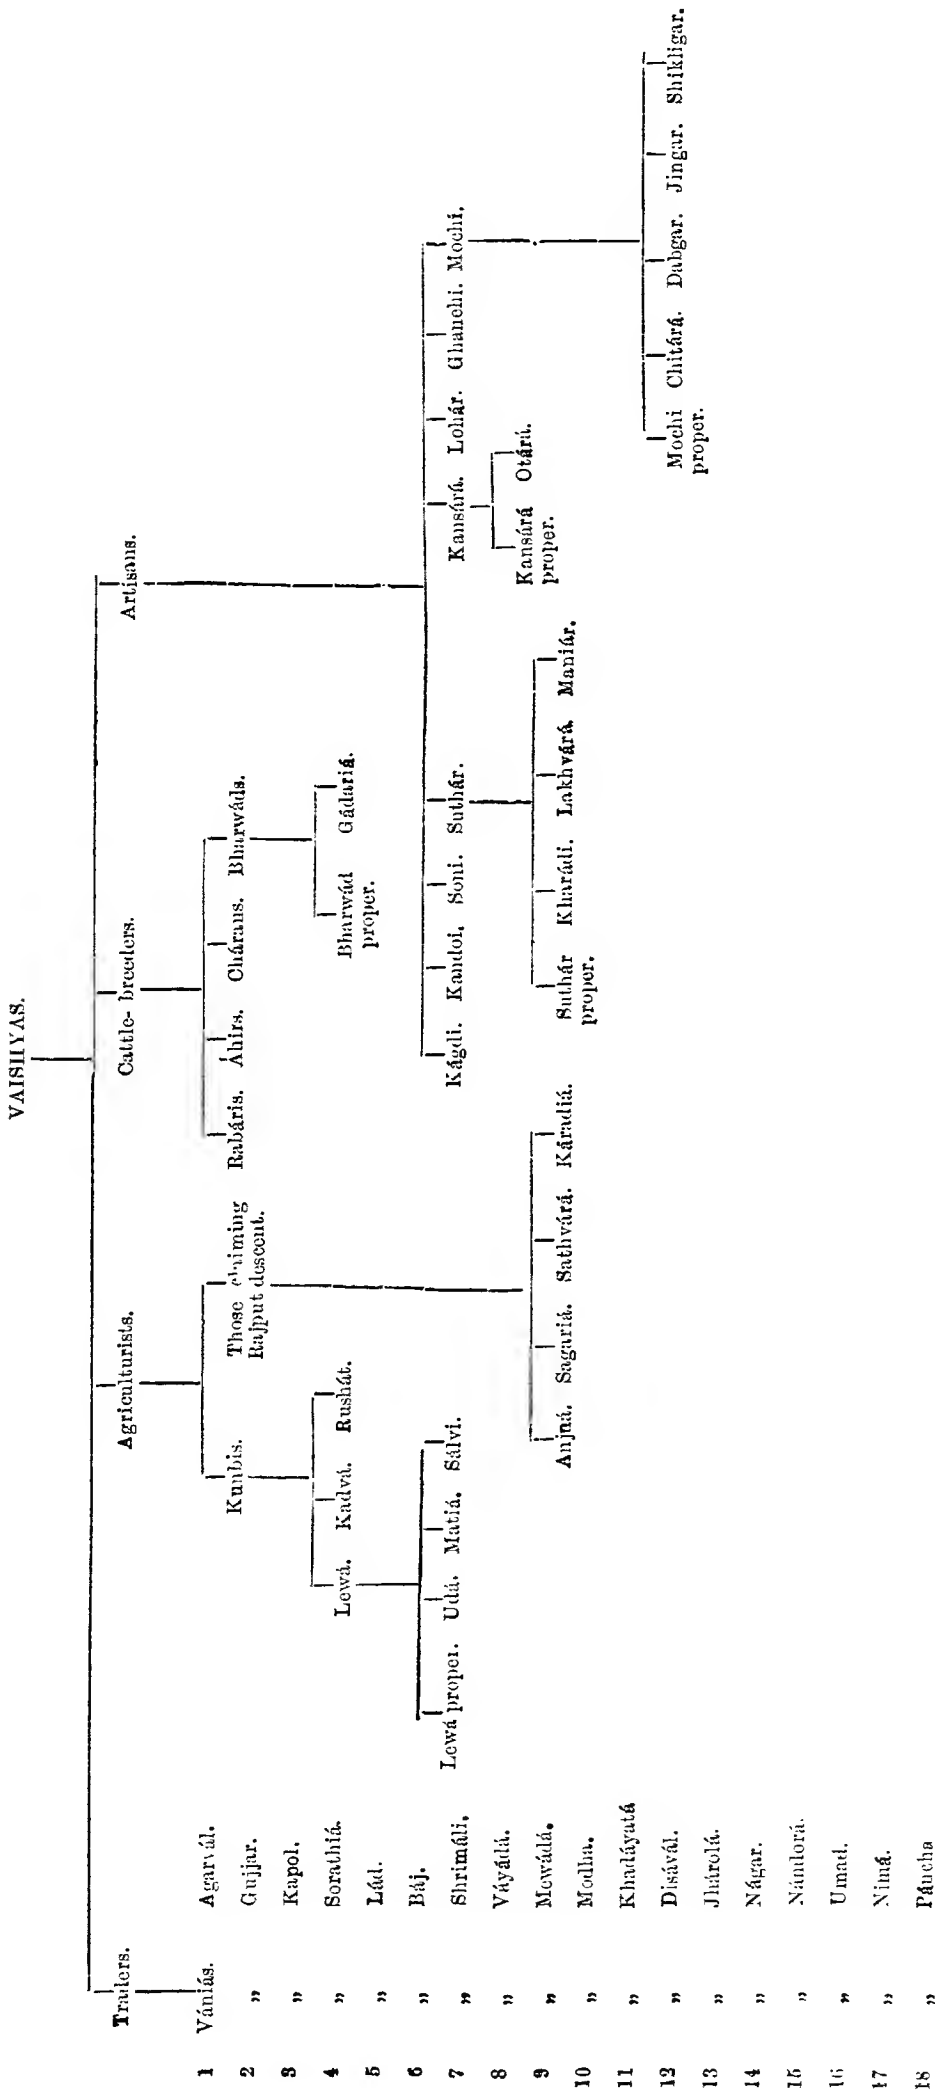 VAISHYAS.
Traders. Agriculturists. Cattle-breeders. Artisans.
1 Vániás. Agarvál. Kunbis. Those claiming Rajput descent. Rabáris. Áhirs. Chárans. Bharwáds.
2 „ Gujjar.
3 „ Kapol.
4 „ Sorathiá. Lewá. Kadvá. Rushát. Bharwád proper. Gádariá.
5 „ Lád.
6 „ Báj.
7 „ Shrimáli. Lewá proper. Udá. Matiá. Sálvi. Kágdi. Kandoi. Soni. Suthár. Kansárá. Lohár. Ghanchi. Mochi.
8 „ Váyádá.
9 „ Mewádá. Kansárá proper. Otárá.
10 „ Modha. Anjná. Sagariá. Sathvárá. Káradiá. Suthár proper. Kharádi. Lakhvárá. Maniár.
11 „ Khadáyatá
12 „ Disávál.
13 „ Jhárolá. Mochi proper. Chitárá. Dabgar. Jingar. Shikligar.
14 „ Nágar.
15 „ Nándorá.
16 „ Umad.
17 „ Nimá.
18 „ Páncha